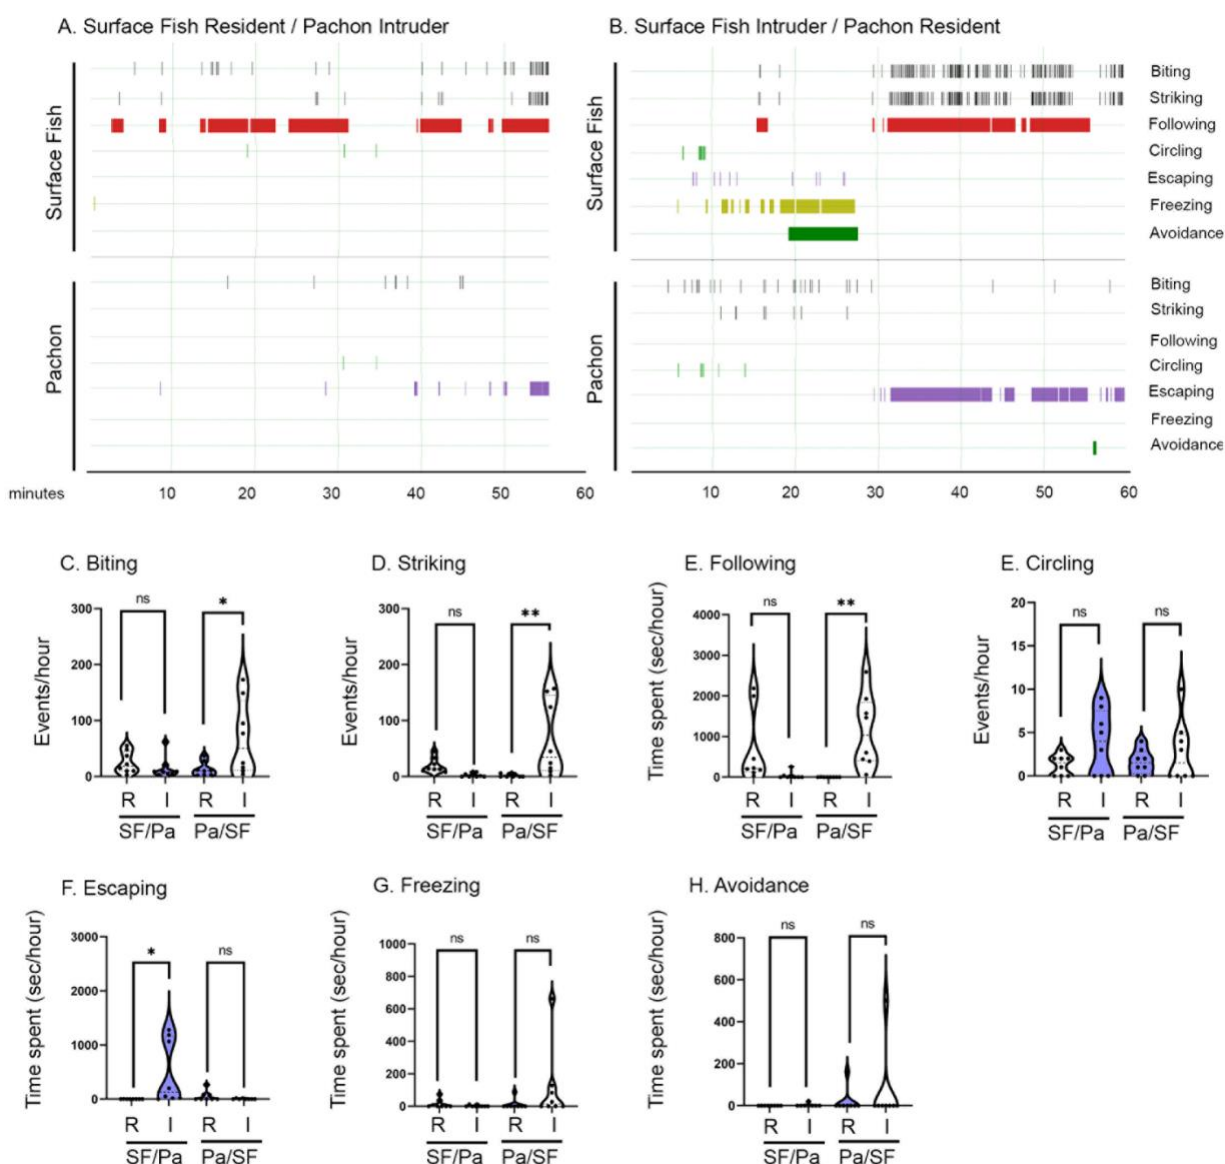 A. Surface Fish Resident / Pachon Intruder
B. Surface Fish Intruder / Pachon Resident
Surface Fish
Pachon
Surface Fish
Pachon
Biting
Striking
Following
Circling
Escaping
Freezing
Avoidance
Biting
Striking
Following
Circling
Escaping
Freezing
Avoidance
minutes
10 20 30 40 50 60
10 20 30 40 50 60
C. Biting
Events/hour
300
200
100
0
ns
*
R I R I
SF/Pa Pa/SF
D. Striking
Events/hour
300
200
100
0
ns
**
R I R I
SF/Pa Pa/SF
E. Following
Time spent (sec/hour)
4000
3000
2000
1000
0
ns
**
R I R I
SF/Pa Pa/SF
E. Circling
Events/hour
20
15
10
5
0
ns
ns
R I R I
SF/Pa Pa/SF
F. Escaping
Time spent (sec/hour)
3000
2000
1000
0
*
ns
R I R I
SF/Pa Pa/SF
G. Freezing
Time spent (sec/hour)
1000
800
600
400
200
0
ns
ns
R I R I
SF/Pa Pa/SF
H. Avoidance
Time spent (sec/hour)
800
600
400
200
0
ns
ns
R I R I
SF/Pa Pa/SF